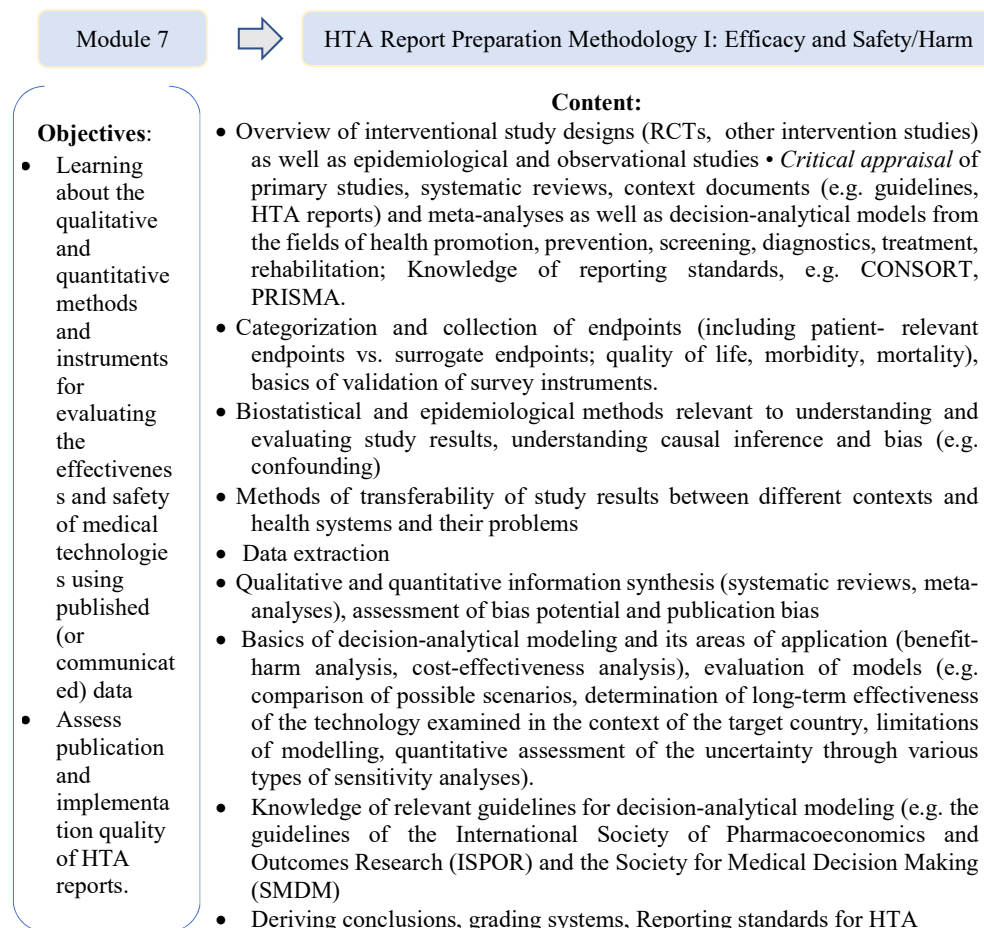 Module 7
HTA Report Preparation Methodology I: Efficacy and Safety/Harm
Objectives:
• Learning
about the
qualitative
and
quantitative
methods
and
instruments
for
evaluating
the
effectivenes
s and safety
of medical
technologie
s using
published
(or
communicat
ed) data
• Assess
publication
and
implementa
tion quality
of HTA
reports.
Content:
• Overview of interventional study designs (RCTs, other intervention studies)
as well as epidemiological and observational studies • Critical appraisal of
primary studies, systematic reviews, context documents (e.g. guidelines,
HTA reports) and meta-analyses as well as decision-analytical models from
the fields of health promotion, prevention, screening, diagnostics, treatment,
rehabilitation; Knowledge of reporting standards, e.g. CONSORT,
PRISMA.
• Categorization and collection of endpoints (including patient- relevant
endpoints vs. surrogate endpoints; quality of life, morbidity, mortality),
basics of validation of survey instruments.
• Biostatistical and epidemiological methods relevant to understanding and
evaluating study results, understanding causal inference and bias (e.g.
confounding)
• Methods of transferability of study results between different contexts and
health systems and their problems
• Data extraction
• Qualitative and quantitative information synthesis (systematic reviews, meta-
analyses), assessment of bias potential and publication bias
• Basics of decision-analytical modeling and its areas of application (benefit-
harm analysis, cost-effectiveness analysis), evaluation of models (e.g.
comparison of possible scenarios, determination of long-term effectiveness
of the technology examined in the context of the target country, limitations
of modelling, quantitative assessment of the uncertainty through various
types of sensitivity analyses).
• Knowledge of relevant guidelines for decision-analytical modeling (e.g. the
guidelines of the International Society of Pharmacoeconomics and
Outcomes Research (ISPOR) and the Society for Medical Decision Making
(SMDM)
• Deriving conclusions, grading systems, Reporting standards for HTA